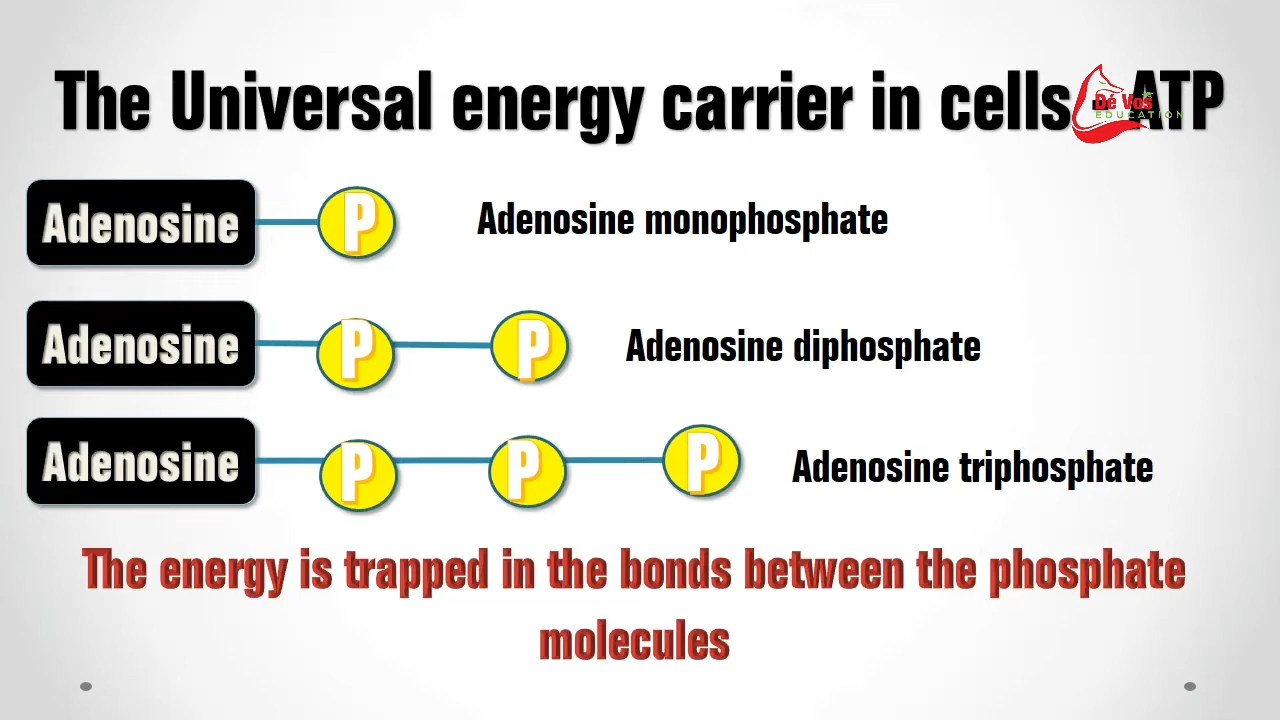 The Universal energy carrier in cells ATP
De Vos
EDUCATION
Adenosine P Adenosine monophosphate
Adenosine P P Adenosine diphosphate
Adenosine P P P Adenosine triphosphate
The energy is trapped in the bonds between the phosphate
molecules